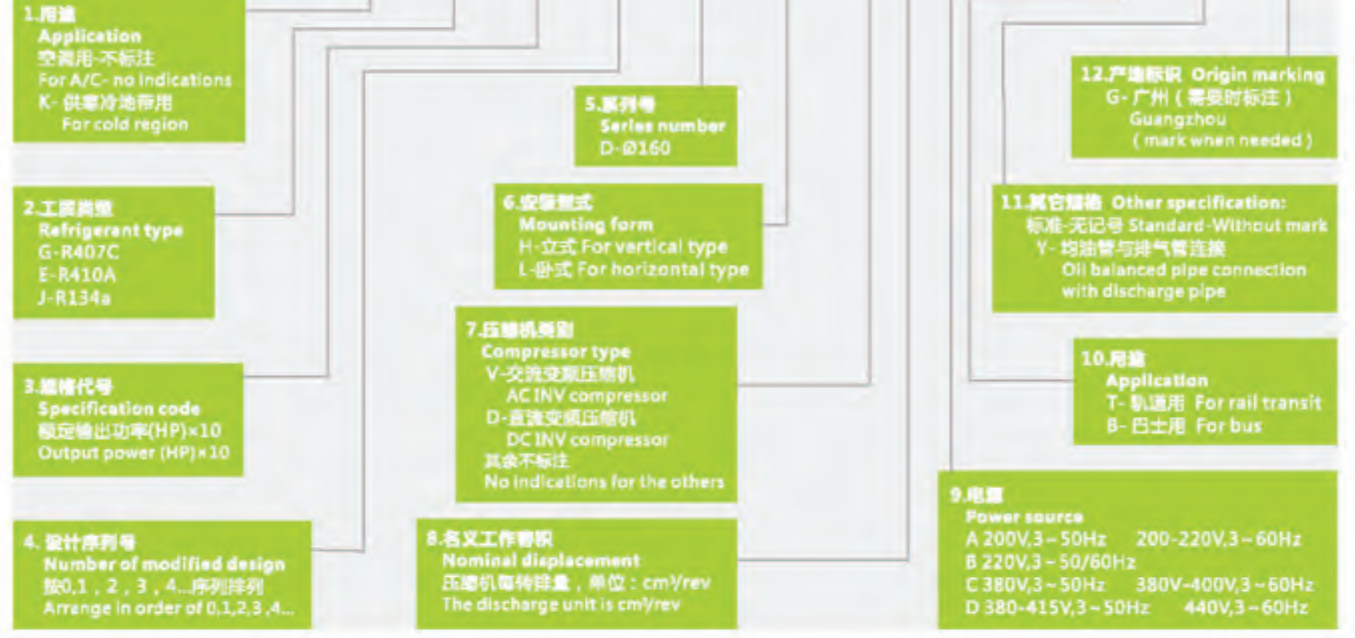 1.用途
Application
空调用-不标注
For A/C- no indications
K- 供寒冷地带用
For cold region
2.工质类型
Refrigerant type
G-R407C
E-R410A
J-R134a
3.规格代号
Specification code
额定输出功率(HP)×10
Output power (HP)×10
4. 设计序列号
Number of modified design
按0,1，2，3，4...序列排列
Arrange in order of 0,1,2,3,4...
5.系列号
Series number
D-Ø160
6.安装型式
Mounting form
H-立式 For vertical type
L-卧式 For horizontal type
7.压缩机类别
Compressor type
V-交流变频压缩机
AC INV compressor
D-直流变频压缩机
DC INV compressor
其余不标注
No indications for the others
8.名义工作容积
Nominal displacement
压缩机每转排量，单位：cm³/rev
The discharge unit is cm³/rev
9.电源
Power source
A 200V,3~50Hz 200-220V,3~60Hz
B 220V,3~50/60Hz
C 380V,3~50Hz 380V-400V,3~60Hz
D 380-415V,3~50Hz 440V,3~60Hz
10.用途
Application
T- 轨道用 For rail transit
B- 巴士用 For bus
11.其它规格 Other specification:
标准-无记号 Standard-Without mark
Y- 均油管与排气管连接
Oil balanced pipe connection
with discharge pipe
12.产地标识 Origin marking
G- 广州（需要时标注）
Guangzhou
(mark when needed)